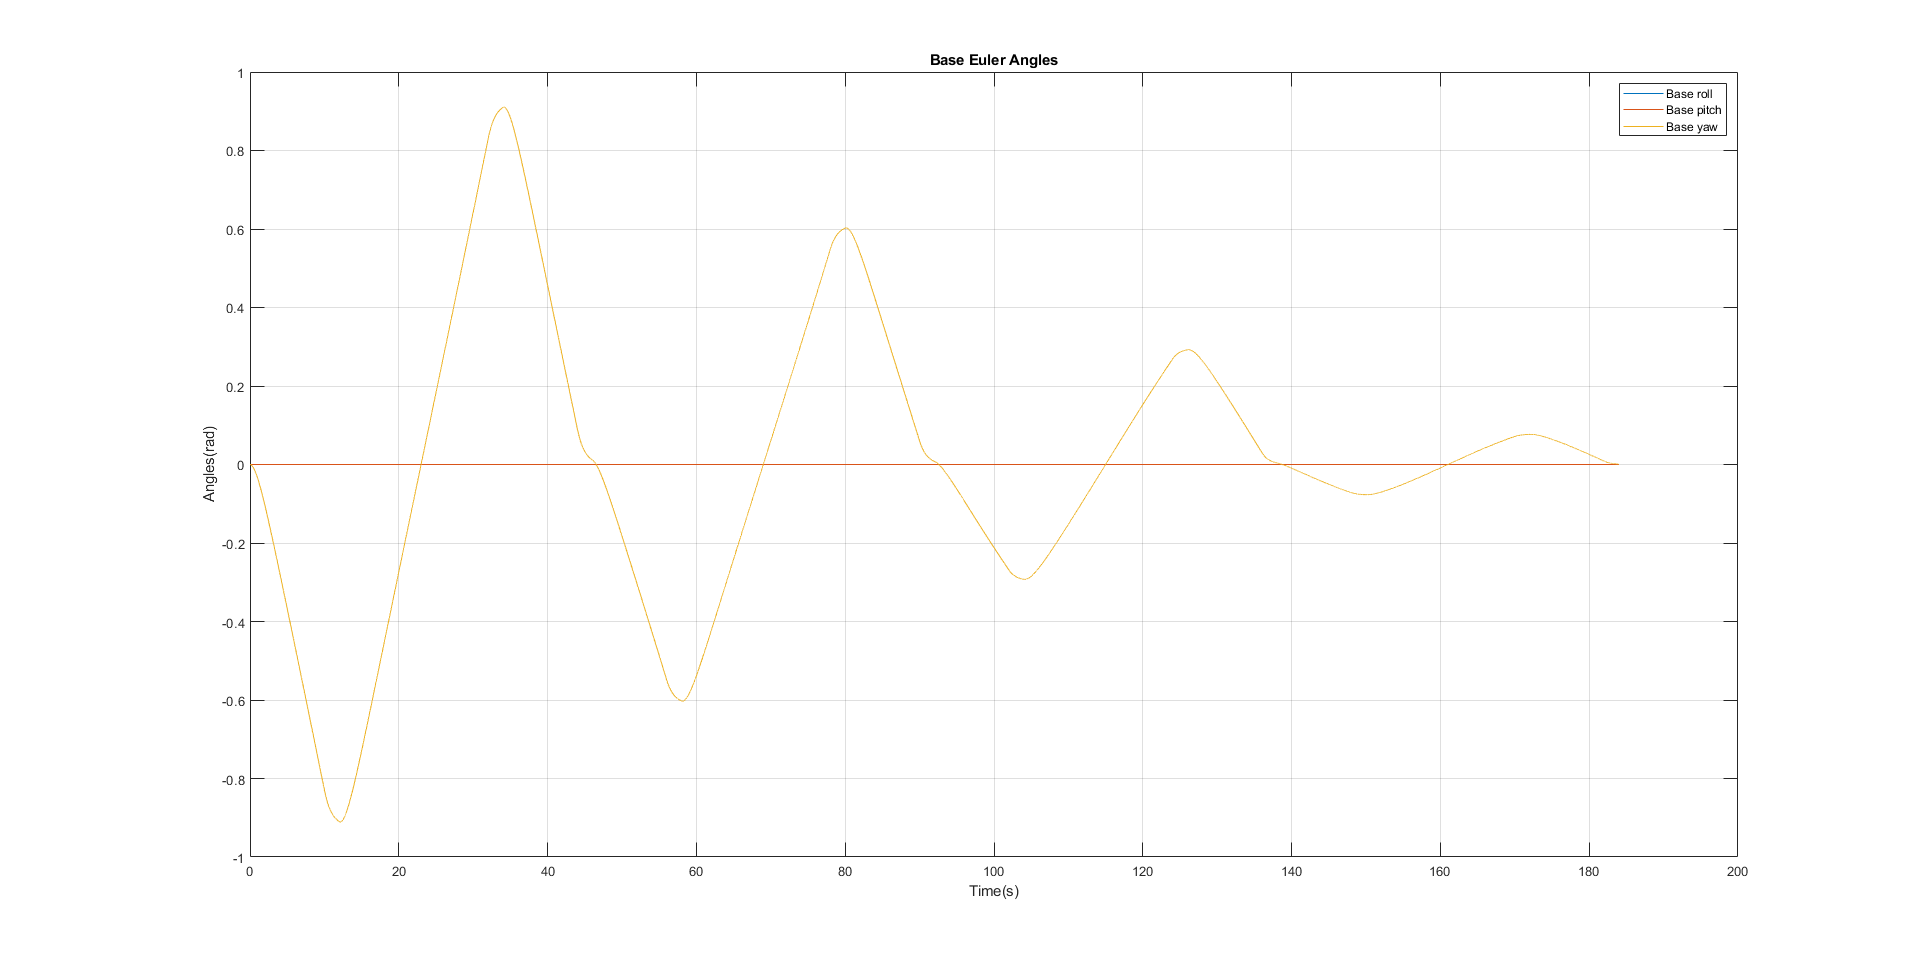 Base Euler Angles
Base roll
Base pitch
Base yaw
Angles(rad)
1
0.8
0.6
0.4
0.2
0
-0.2
-0.4
-0.6
-0.8
-1
0 20 40 60 80 100 120 140 160 180 200
Time(s)